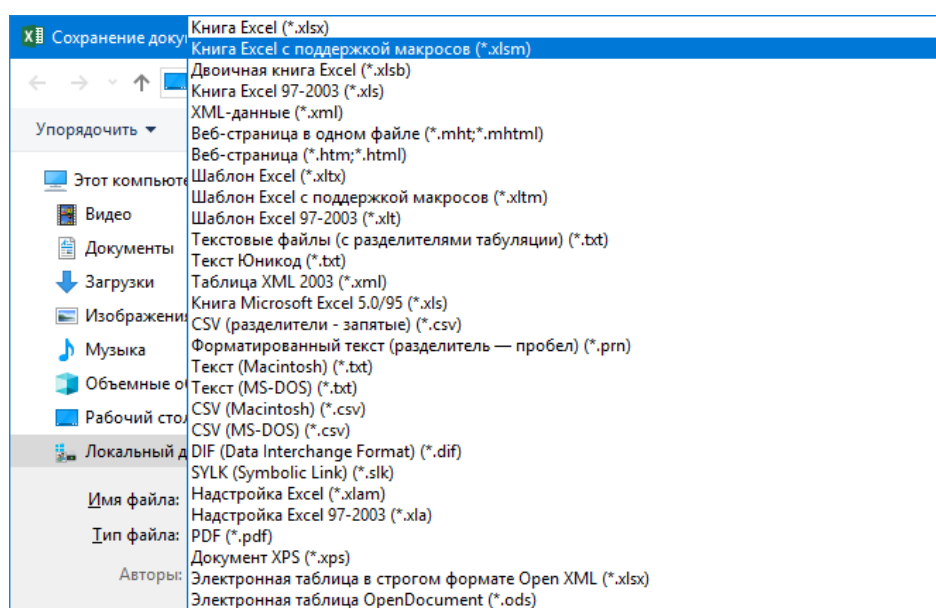 Сохранение доку
Книга Excel (*.xlsx)
Книга Excel с поддержкой макросов (*.xlsm)
Двоичная книга Excel (*.xlsb)
Книга Excel 97-2003 (*.xls)
XML-данные (*.xml)
Веб-страница в одном файле (*.mht;*.mhtml)
Веб-страница (*.htm;*.html)
Шаблон Excel (*.xltx)
Шаблон Excel с поддержкой макросов (*.xltm)
Шаблон Excel 97-2003 (*.xlt)
Текстовые файлы (с разделителями табуляции) (*.txt)
Текст Юникод (*.txt)
Таблица XML 2003 (*.xml)
Книга Microsoft Excel 5.0/95 (*.xls)
CSV (разделители - запятые) (*.csv)
Форматированный текст (разделитель — пробел) (*.prn)
Текст (Macintosh) (*.txt)
Текст (MS-DOS) (*.txt)
CSV (Macintosh) (*.csv)
CSV (MS-DOS) (*.csv)
DIF (Data Interchange Format) (*.dif)
SYLK (Symbolic Link) (*.slk)
Надстройка Excel (*.xlam)
Надстройка Excel 97-2003 (*.xla)
PDF (*.pdf)
Документ XPS (*.xps)
Электронная таблица в строгом формате Open XML (*.xlsx)
Электронная таблица OpenDocument (*.ods)
Упорядочить
Этот компьюте
Видео
Документы
Загрузки
Изображения
Музыка
Объемные о
Рабочий стол
Локальный д
Имя файла:
Тип файла:
Авторы: